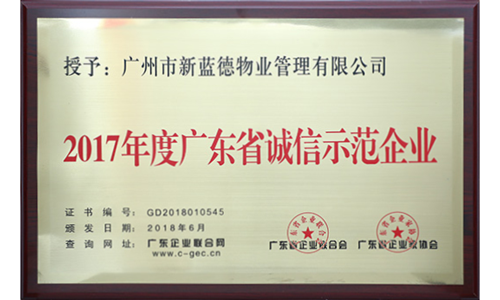 授予：广州市新蓝德物业管理有限公司
2017年度广东省诚信示范企业
证书编号：GD2018010545
颁发日期：2018年6月
查询网址：广东企业联合网
www.c-gec.cn
广东省企业联合会
广东省企业家协会